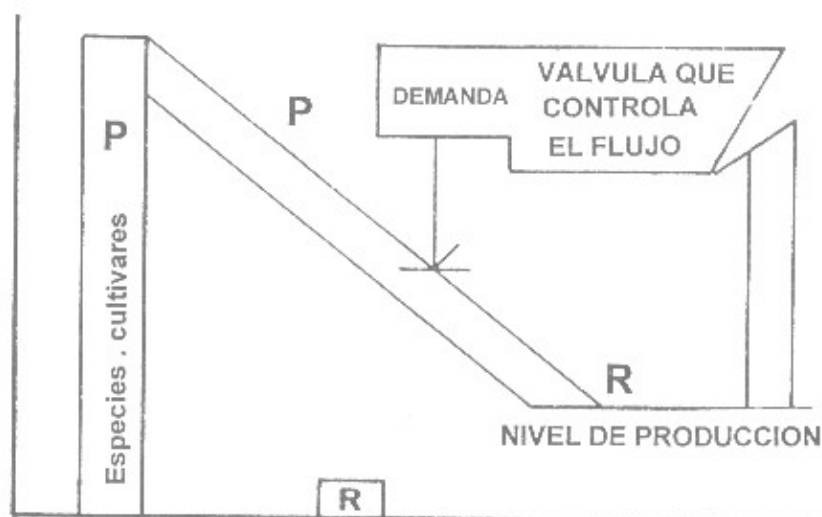 P
Especies . cultivares
P
DEMANDA
VALVULA QUE
CONTROLA
EL FLUJO
R
NIVEL DE PRODUCCION
R